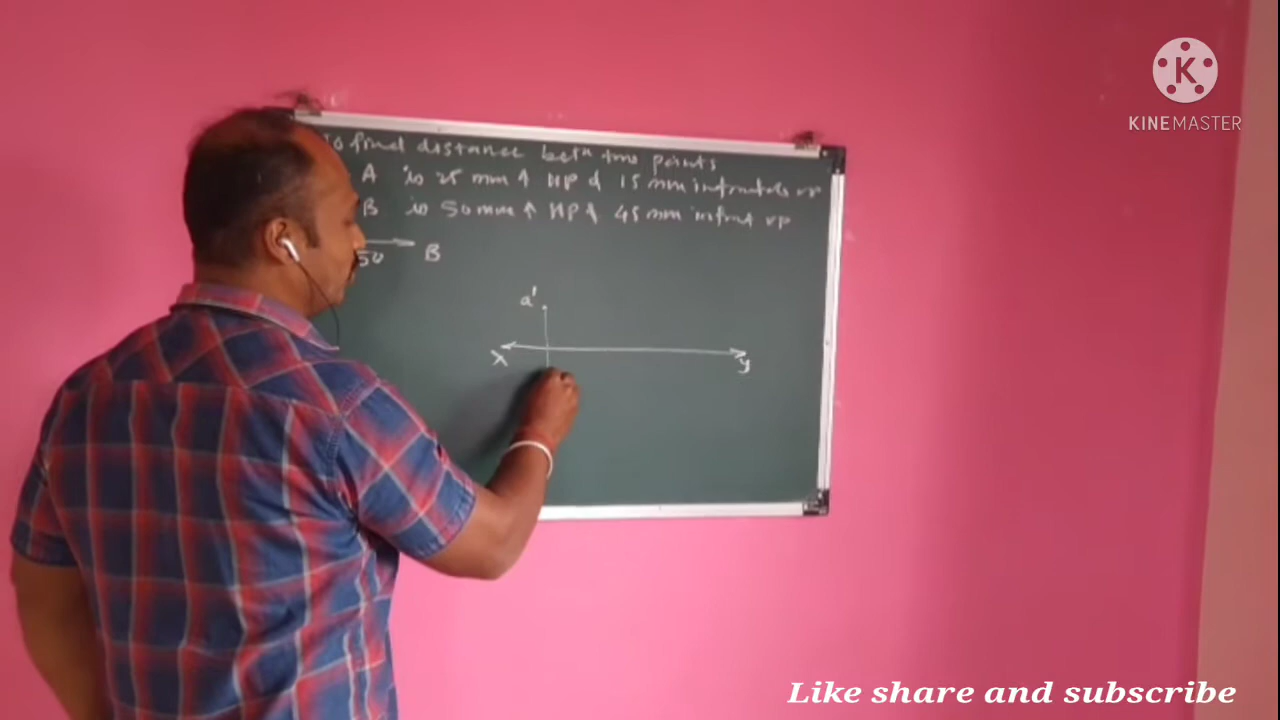 To find distance betn two points
A is 25 mm ↑ HP & 15 mm infront of VP
B is 50 mm ↑ HP & 45 mm infront VP
50 B
a'
X y
K
KINEMASTER
Like share and subscribe